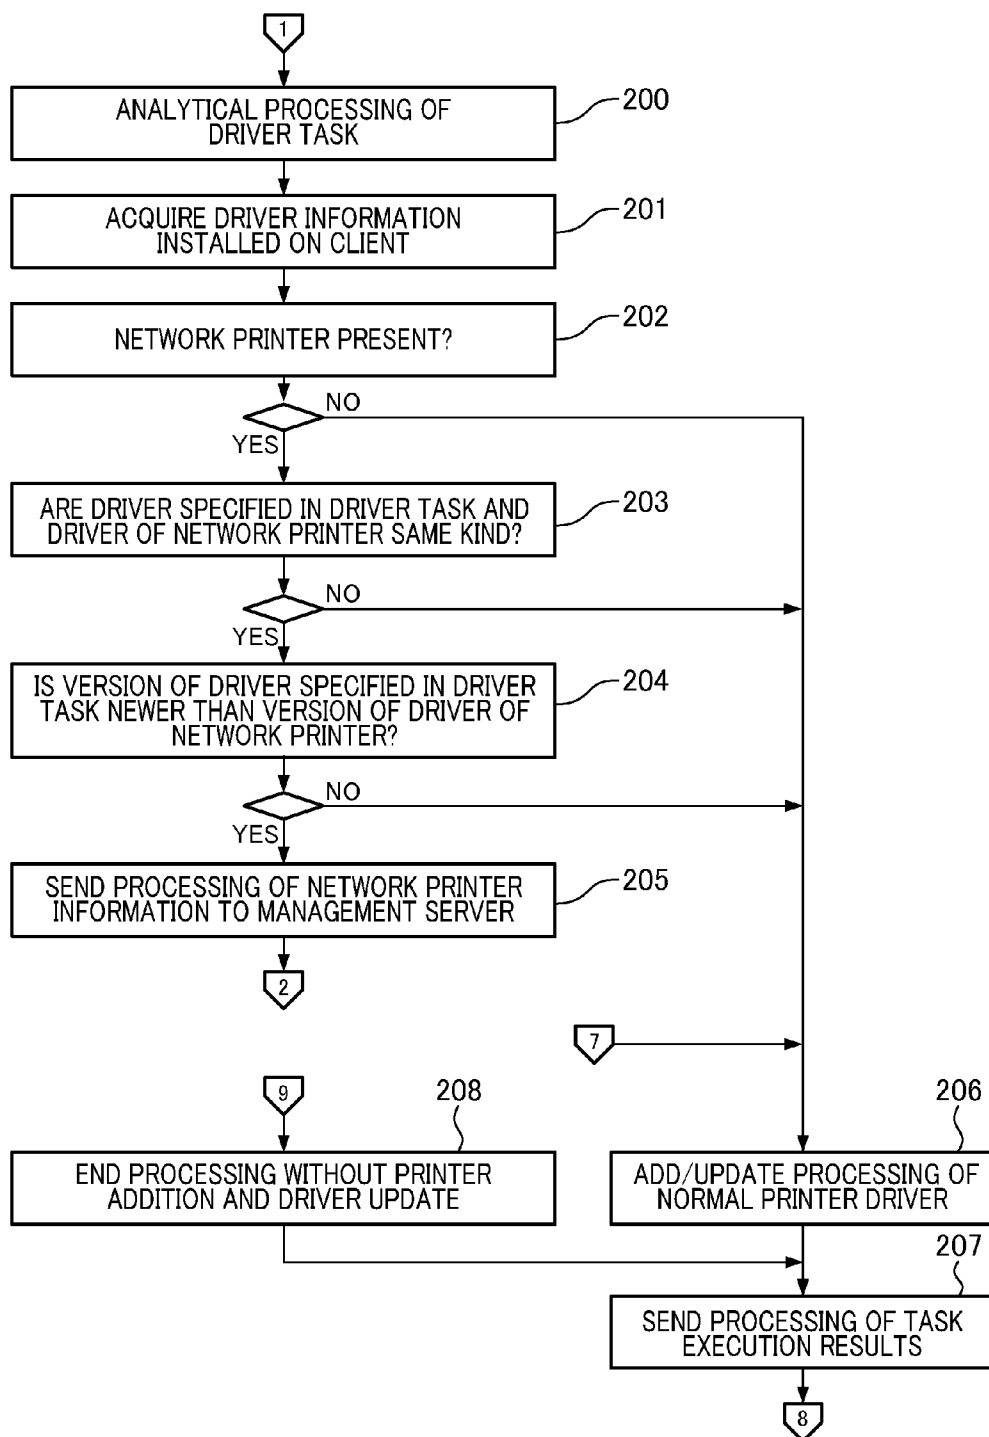 1
ANALYTICAL PROCESSING OF
DRIVER TASK
200
ACQUIRE DRIVER INFORMATION
INSTALLED ON CLIENT
201
NETWORK PRINTER PRESENT?
202
NO
YES
ARE DRIVER SPECIFIED IN DRIVER TASK AND
DRIVER OF NETWORK PRINTER SAME KIND?
203
NO
YES
IS VERSION OF DRIVER SPECIFIED IN DRIVER
TASK NEWER THAN VERSION OF DRIVER OF
NETWORK PRINTER?
204
NO
YES
SEND PROCESSING OF NETWORK PRINTER
INFORMATION TO MANAGEMENT SERVER
205
2
7
9
208
206
END PROCESSING WITHOUT PRINTER
ADDITION AND DRIVER UPDATE
ADD/UPDATE PROCESSING OF
NORMAL PRINTER DRIVER
207
SEND PROCESSING OF TASK
EXECUTION RESULTS
8